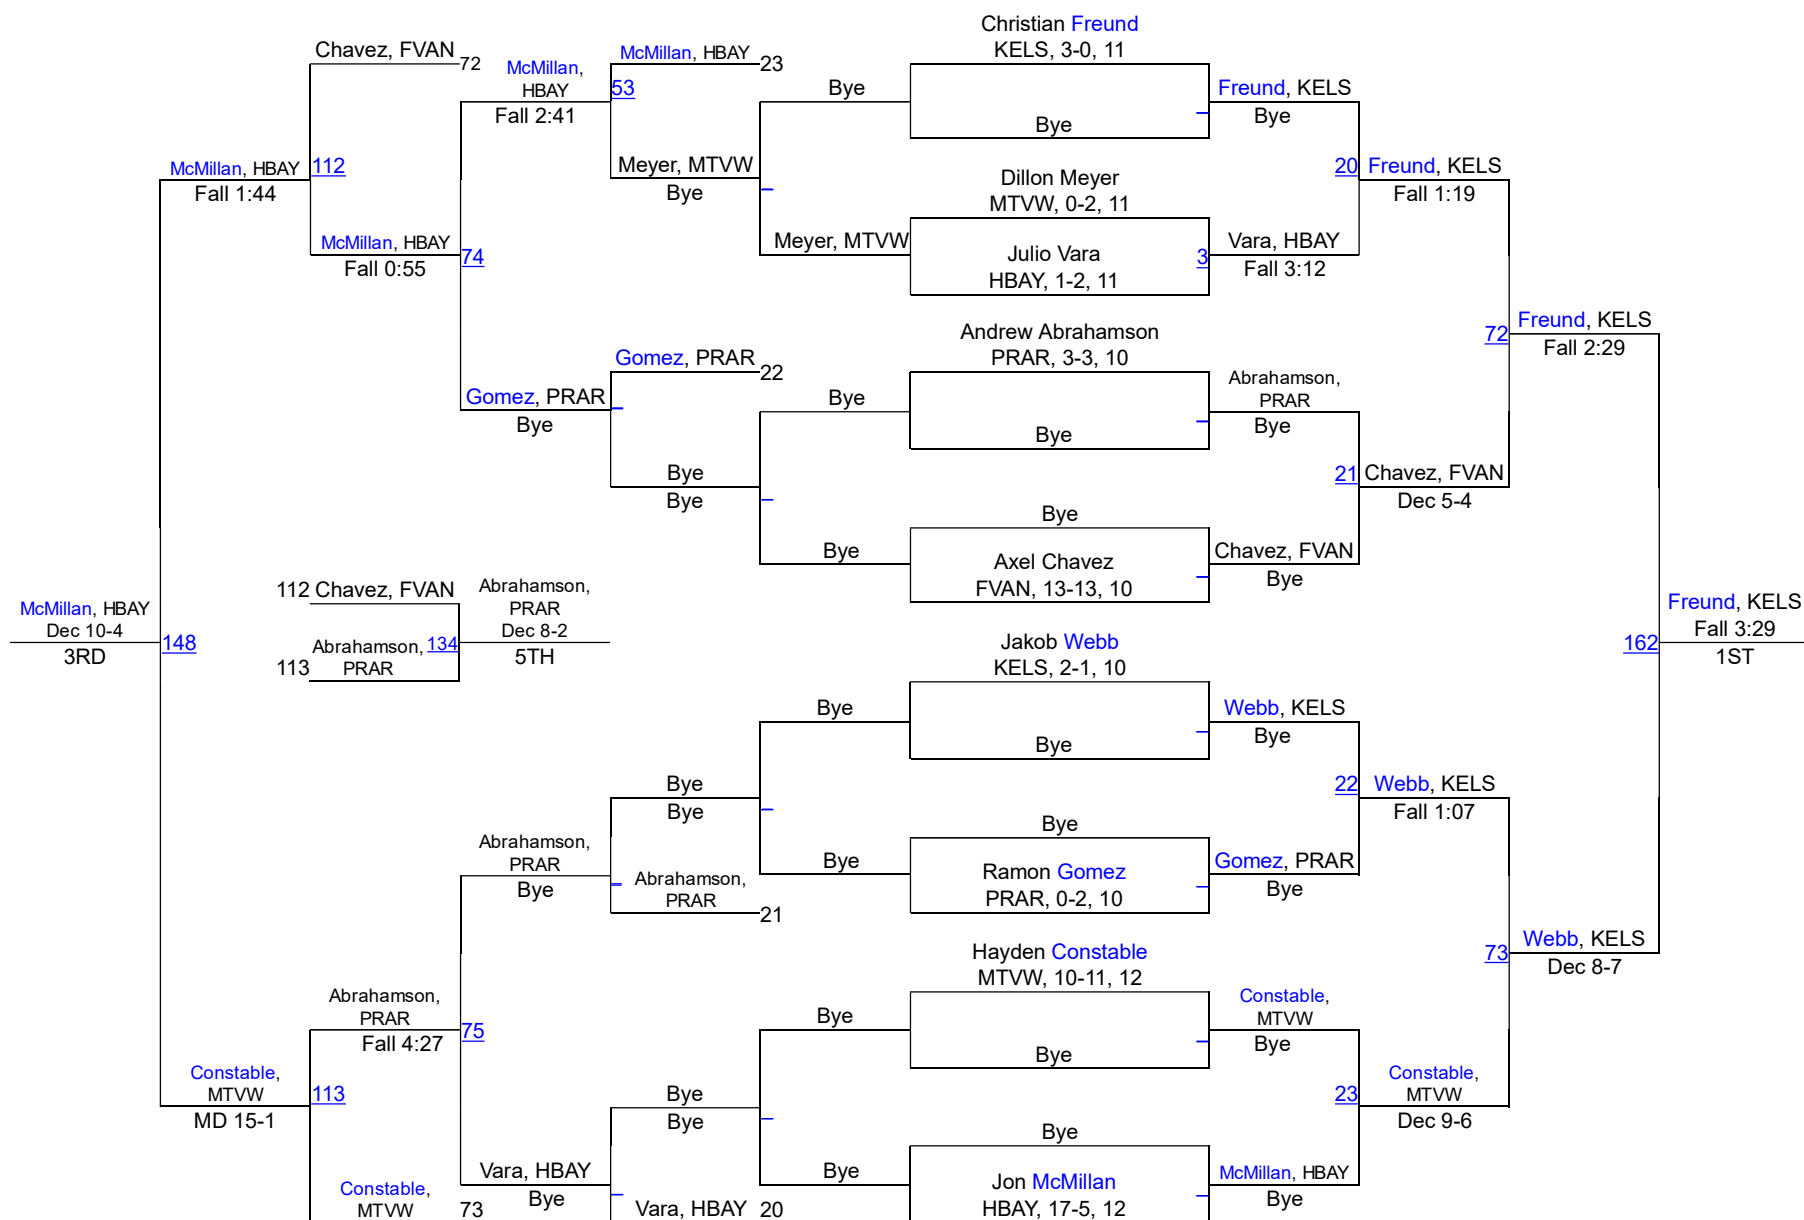 Christian Freund
KELS, 3-0, 11
Chavez, FVAN
72
McMillan, HBAY
23
McMillan,
HBAY
53
Fall 2:41
Bye
Freund, KELS
Bye
Bye
Meyer, MTVW
Bye
McMillan, HBAY
112
Fall 1:44
20
Freund, KELS
Fall 1:19
Dillon Meyer
MTVW, 0-2, 11
McMillan, HBAY
74
Fall 0:55
Meyer, MTVW
Julio Vara
HBAY, 1-2, 11
3
Vara, HBAY
Fall 3:12
Andrew Abrahamson
PRAR, 3-3, 10
72
Freund, KELS
Fall 2:29
Gomez, PRAR
22
Gomez, PRAR
Bye
Bye
Abrahamson,
PRAR
Bye
Bye
Bye
Bye
21
Chavez, FVAN
Dec 5-4
Bye
Bye
Axel Chavez
FVAN, 13-13, 10
Chavez, FVAN
Bye
McMillan, HBAY
Dec 10-4
3RD
148
112
Chavez, FVAN
Abrahamson,
PRAR
113
134
Abrahamson,
PRAR
Dec 8-2
5TH
Jakob Webb
KELS, 2-1, 10
162
Freund, KELS
Fall 3:29
1ST
Bye
Bye
Webb, KELS
Bye
Bye
Bye
22
Webb, KELS
Fall 1:07
Abrahamson,
PRAR
Bye
Abrahamson,
PRAR
21
Bye
Bye
Ramon Gomez
PRAR, 0-2, 10
Gomez, PRAR
Bye
Hayden Constable
MTVW, 10-11, 12
73
Webb, KELS
Dec 8-7
Abrahamson,
PRAR
75
Fall 4:27
Bye
Bye
Constable,
MTVW
Bye
Constable,
MTVW
113
MD 15-1
Bye
Bye
23
Constable,
MTVW
Dec 9-6
Bye
Vara, HBAY
Bye
Bye
Jon McMillan
HBAY, 17-5, 12
McMillan, HBAY
Bye
Constable,
MTVW
73
Vara, HBAY
20